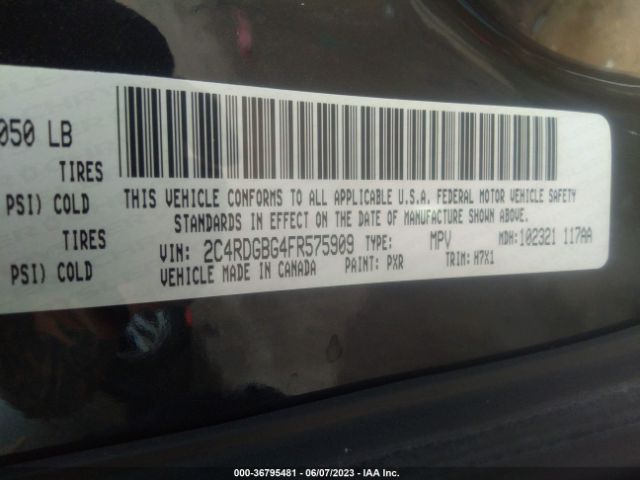 050 LB
TIRES
PSI) COLD
TIRES
PSI) COLD
THIS VEHICLE CONFORMS TO ALL APPLICABLE U.S.A. FEDERAL MOTOR VEHICLE SAFETY
STANDARDS IN EFFECT ON THE DATE OF MANUFACTURE SHOWN ABOVE.
VIN: 2C4RDGBG4FR575909 TYPE: MPV MDH: 102321 117AA
VEHICLE MADE IN CANADA PAINT: PXR TRIM: H7X1
000-36795481 - 06/07/2023 - IAA Inc.